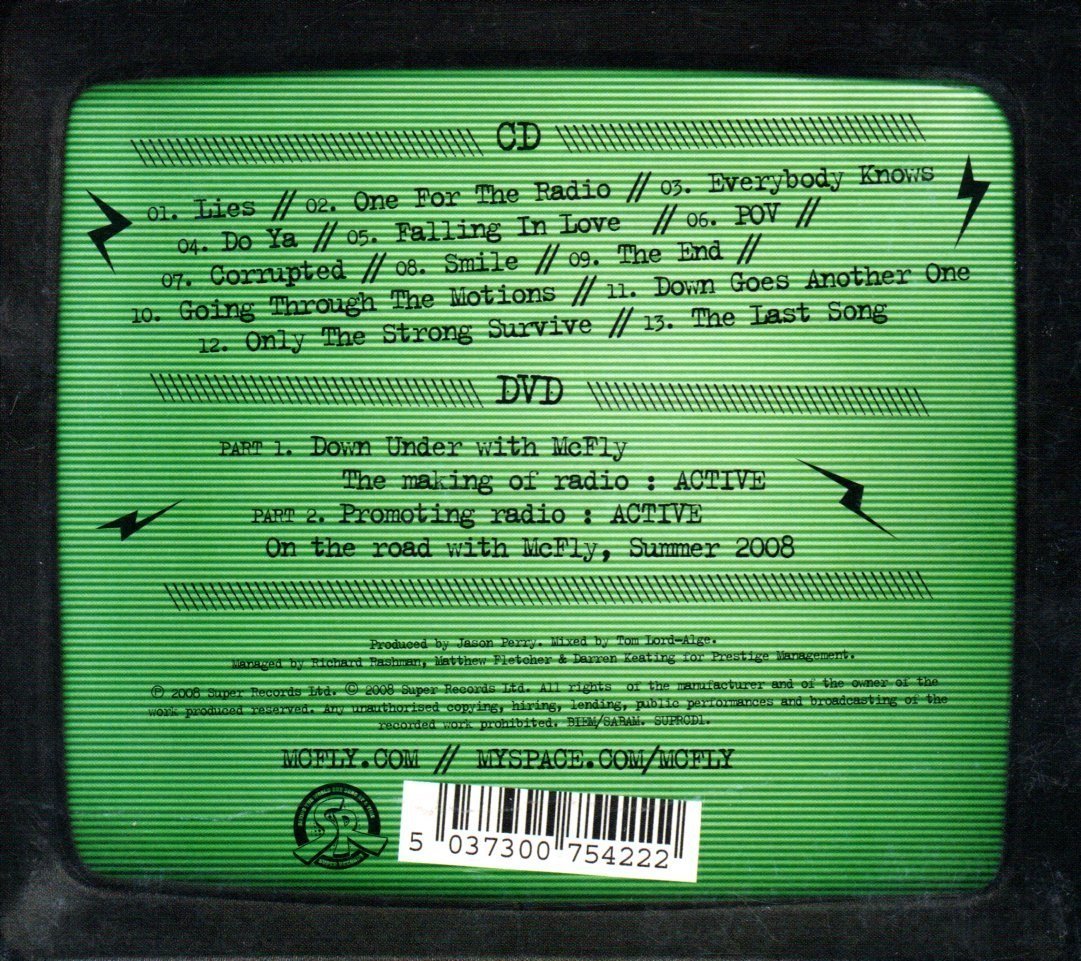 CD
01. Lies // 02. One For The Radio // 03. Everybody Knows
04. Do Ya // 05. Falling In Love // 06. POV //
07. Corrupted // 08. Smile // 09. The End //
10. Going Through The Motions // 11. Down Goes Another One
12. Only The Strong Survive // 13. The Last Song
DVD
PART 1. Down Under with McFly
The making of radio : ACTIVE
PART 2. Promoting radio : ACTIVE
On the road with McFly, Summer 2008
Produced by Jason Perry. Mixed by Tom Lord-Alge.
Managed by Richard Rashman, Matthew Fletcher & Darren Keating for Prestige Management.
℗ 2008 Super Records Ltd. © 2008 Super Records Ltd. All rights of the manufacturer and of the owner of the
work produced reserved. Any unauthorised copying, hiring, lending, public performances and broadcasting of the
recorded work prohibited. BIEM/SABAM. SUPRCD1.
MCFLY.COM // MYSPACE.COM/MCFLY
5 037300 754222